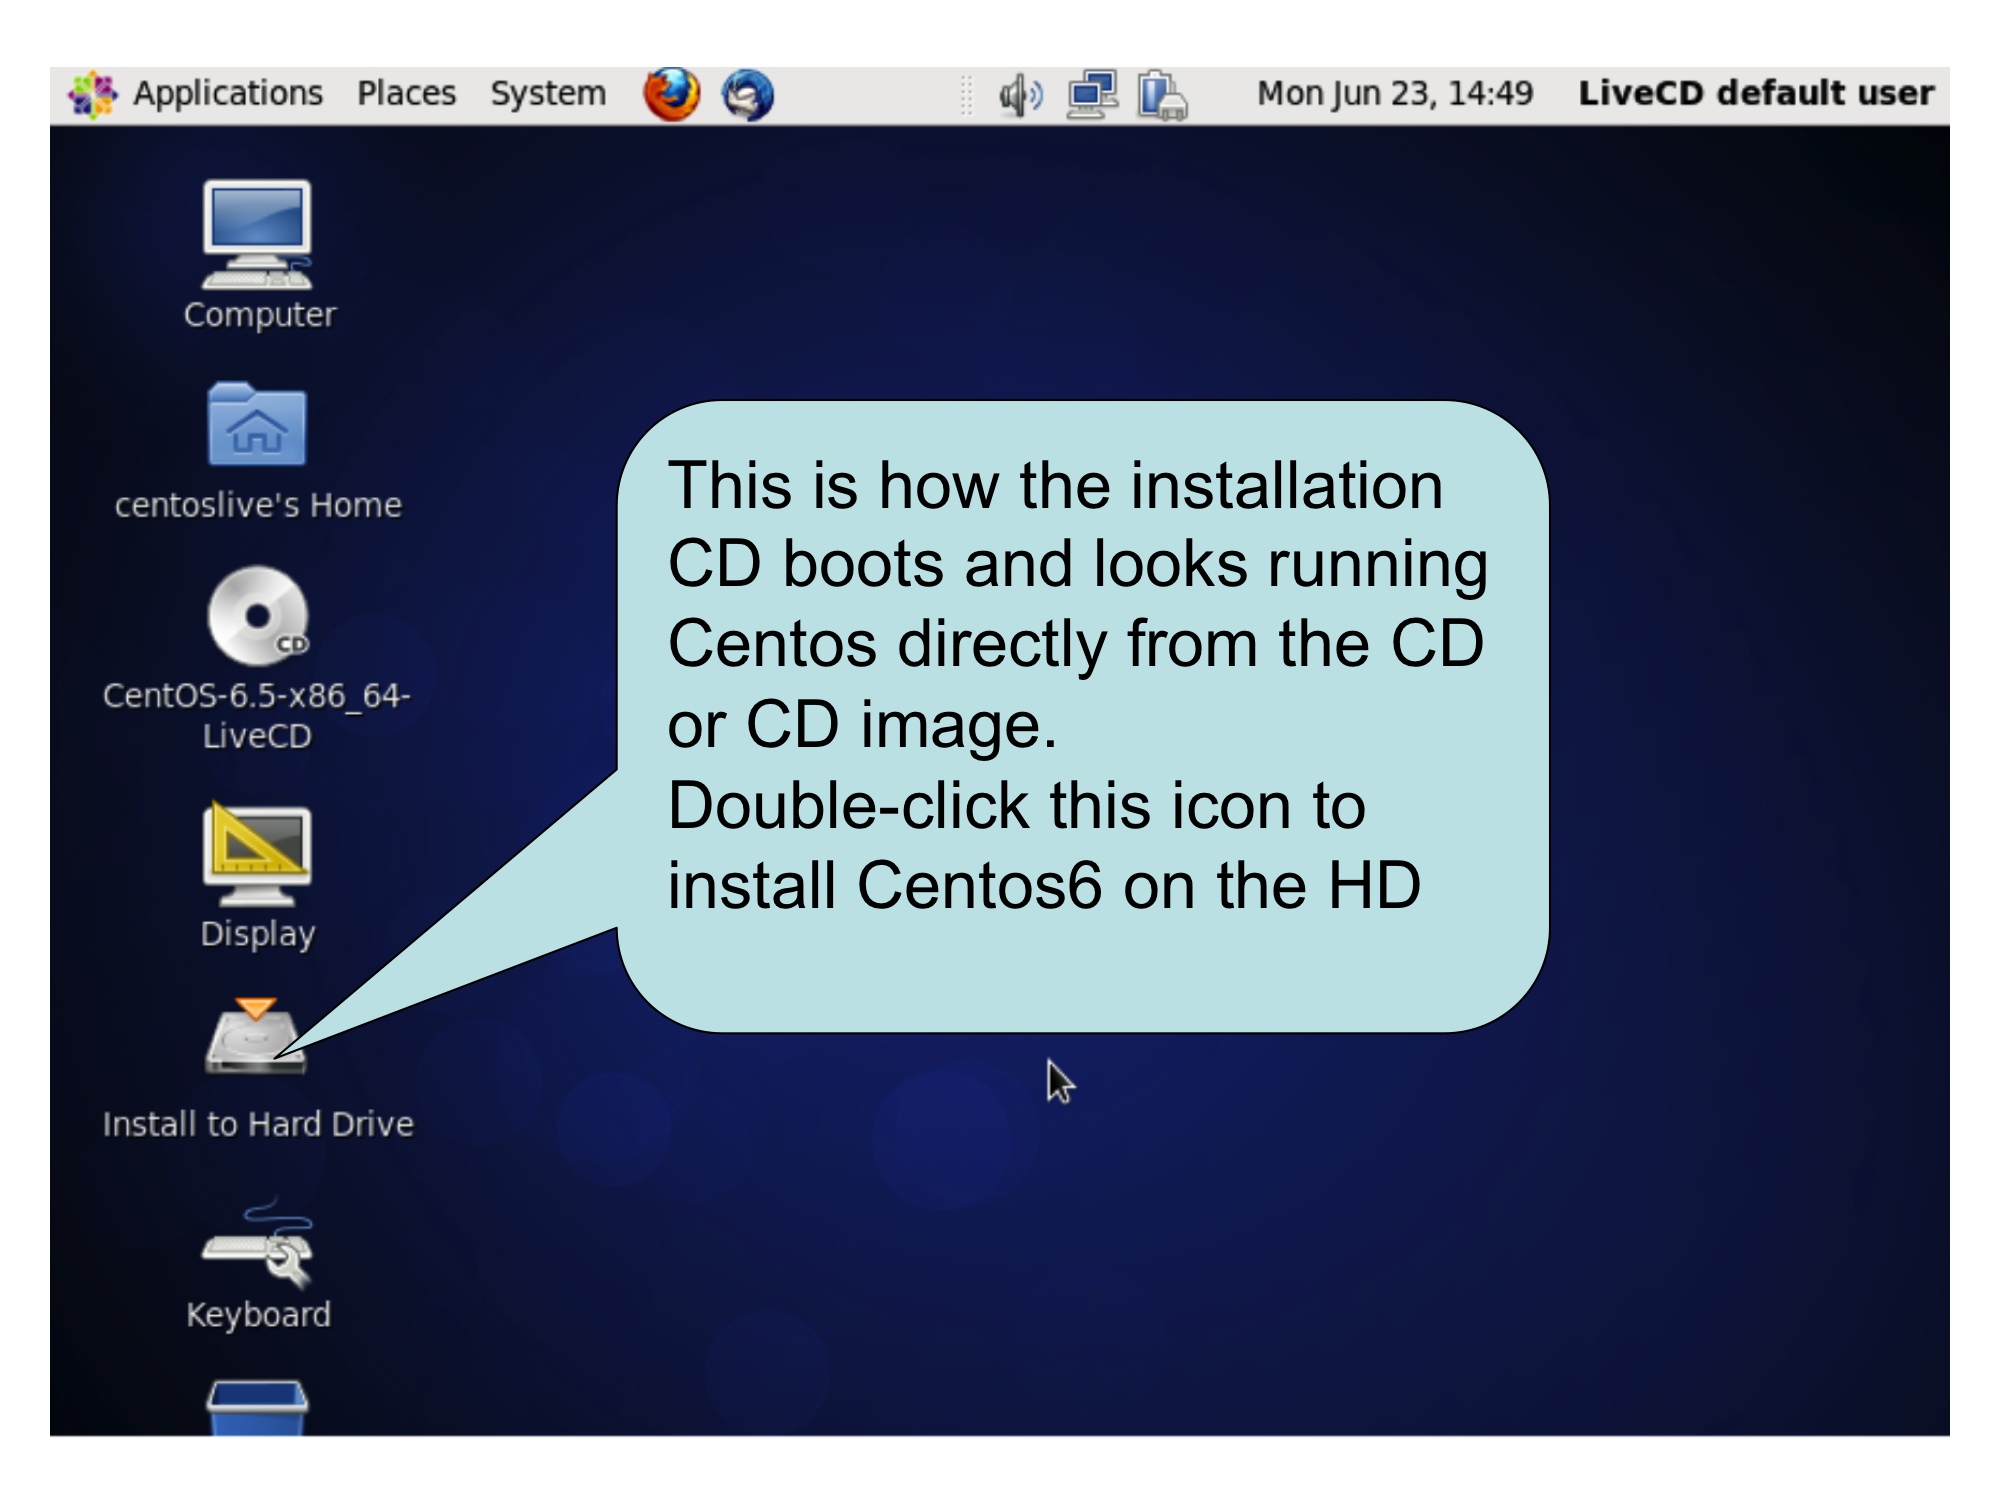 Applications Places System Mon Jun 23, 14:49 LiveCD default user
Computer
centoslive's Home
CD
CentOS-6.5-x86_64-
LiveCD
Display
Install to Hard Drive
Keyboard
This is how the installation
CD boots and looks running
Centos directly from the CD
or CD image.
Double-click this icon to
install Centos6 on the HD